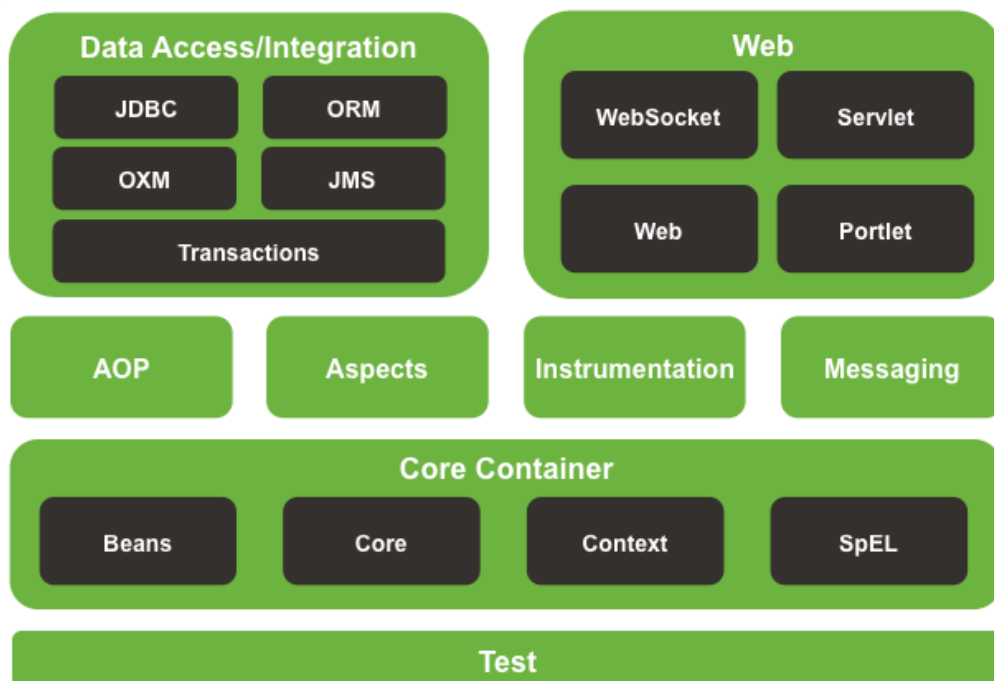 Data Access/Integration
JDBC
ORM
OXM
JMS
Transactions
Web
WebSocket
Servlet
Web
Portlet
AOP
Aspects
Instrumentation
Messaging
Core Container
Beans
Core
Context
SpEL
Test